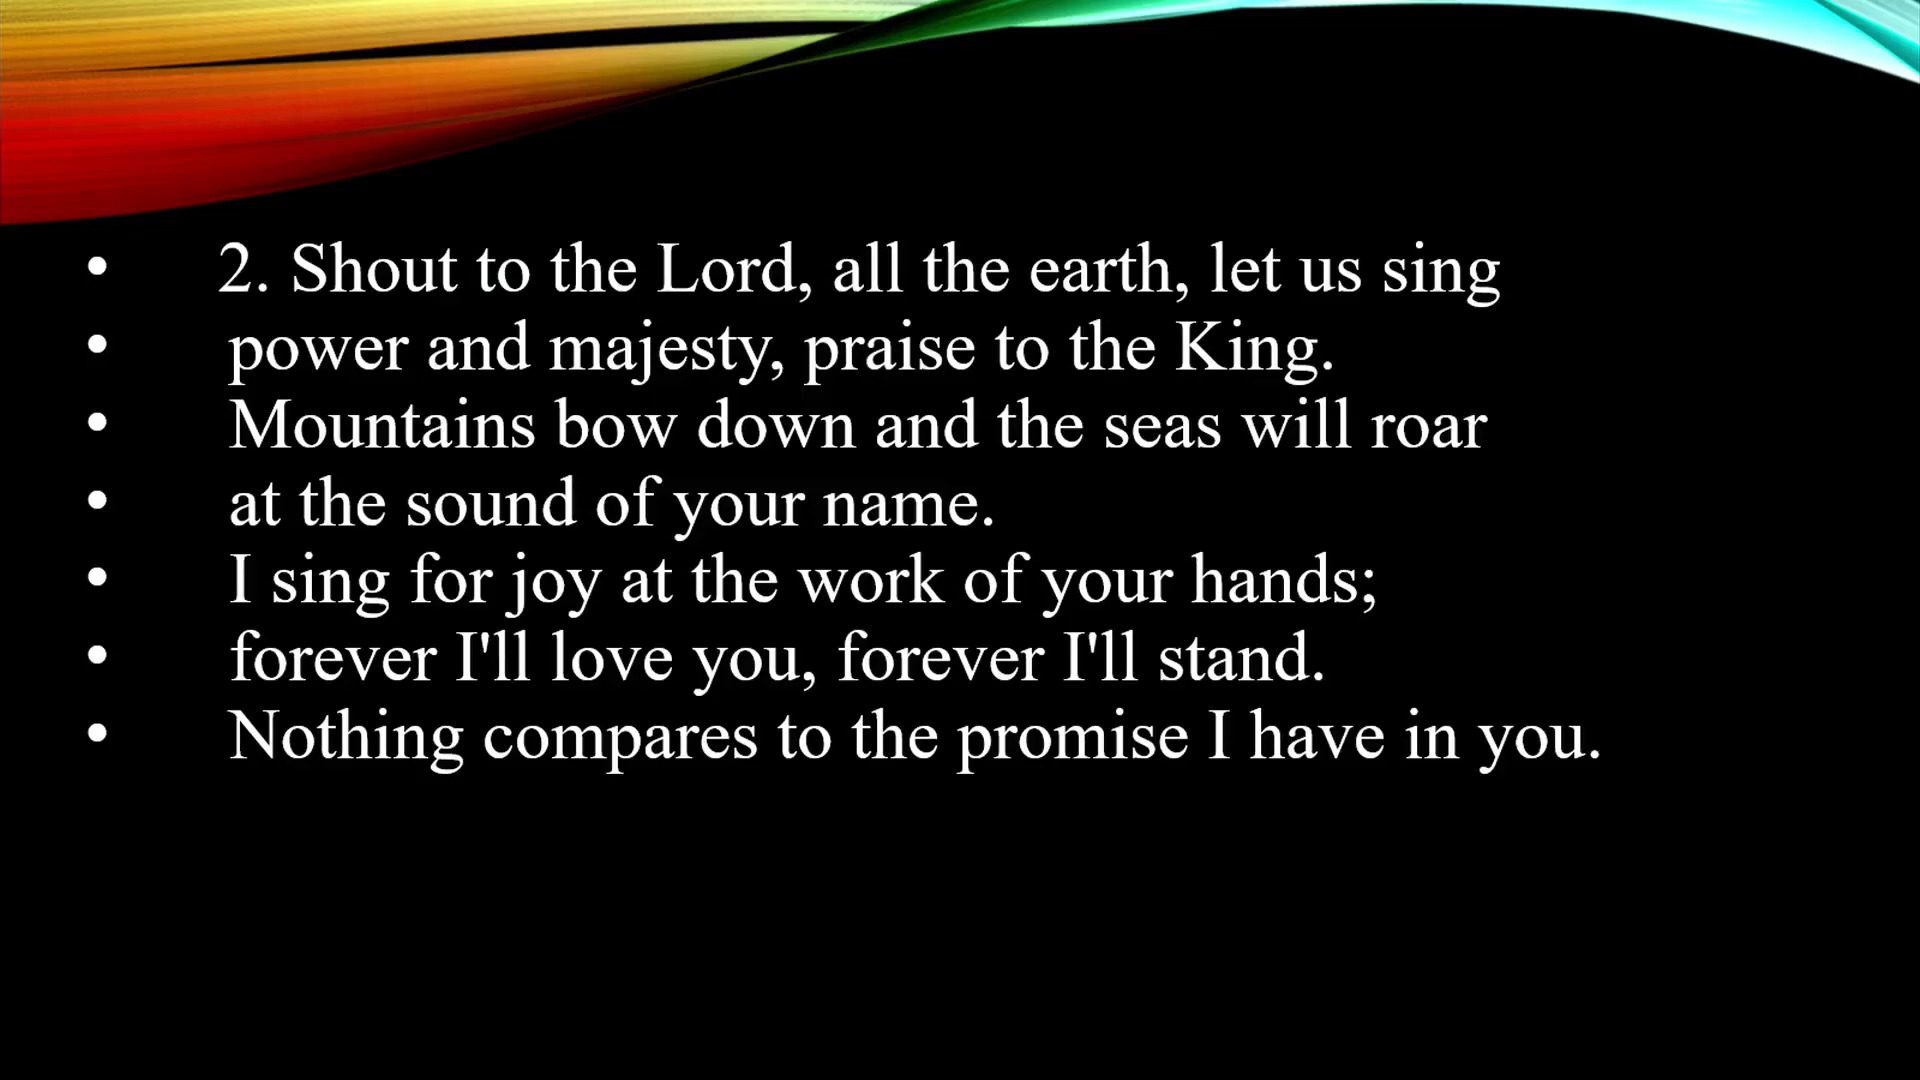 • 2. Shout to the Lord, all the earth, let us sing
• power and majesty, praise to the King.
• Mountains bow down and the seas will roar
• at the sound of your name.
• I sing for joy at the work of your hands;
• forever I'll love you, forever I'll stand.
• Nothing compares to the promise I have in you.